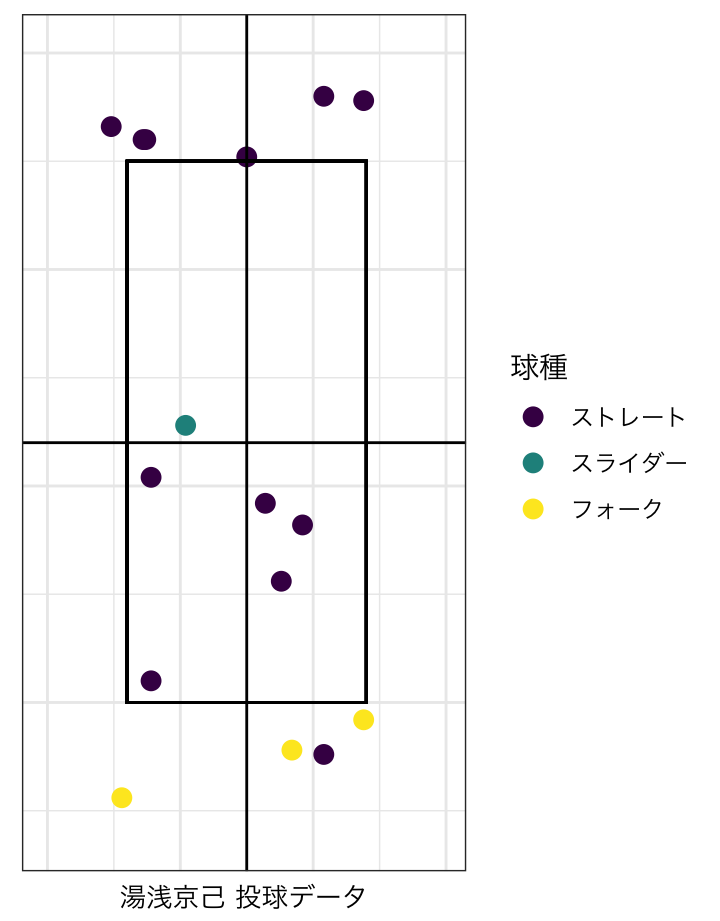 球種
ストレート
スライダー
フォーク
湯浅京己 投球データ